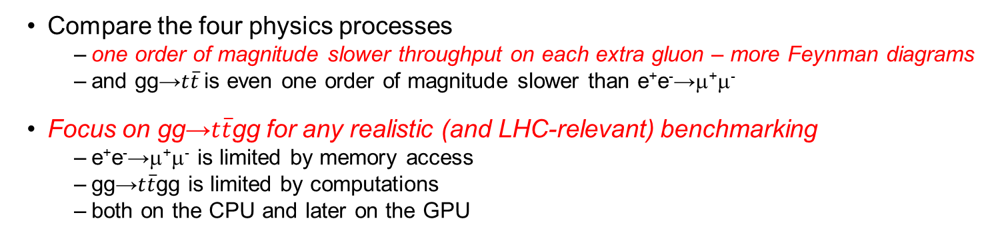 • Compare the four physics processes
– one order of magnitude slower throughput on each extra gluon – more Feynman diagrams
– and gg→tt̄ is even one order of magnitude slower than e⁺e⁻→μ⁺μ⁻
• Focus on gg→tt̄gg for any realistic (and LHC-relevant) benchmarking
– e⁺e⁻→μ⁺μ⁻ is limited by memory access
– gg→tt̄gg is limited by computations
– both on the CPU and later on the GPU